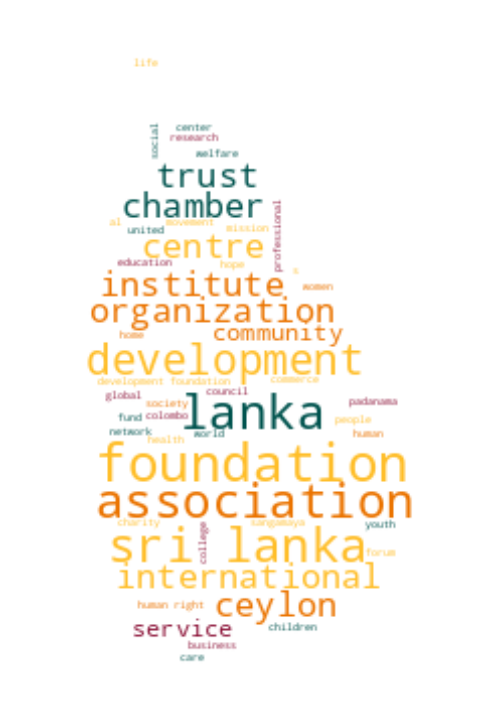 life
social
center
research
welfare
trust
chamber
professional
al
movement
mission
united
centre
education
hope
s
institute
women
organization
home
community
development
development foundation
commerce
global
council
society
lanka
padanama
fund
colombo
people
network
world
human
health
foundation
association
charity
sangamaya
youth
college
sri lanka
forum
international
human right
ceylon
service
children
business
care